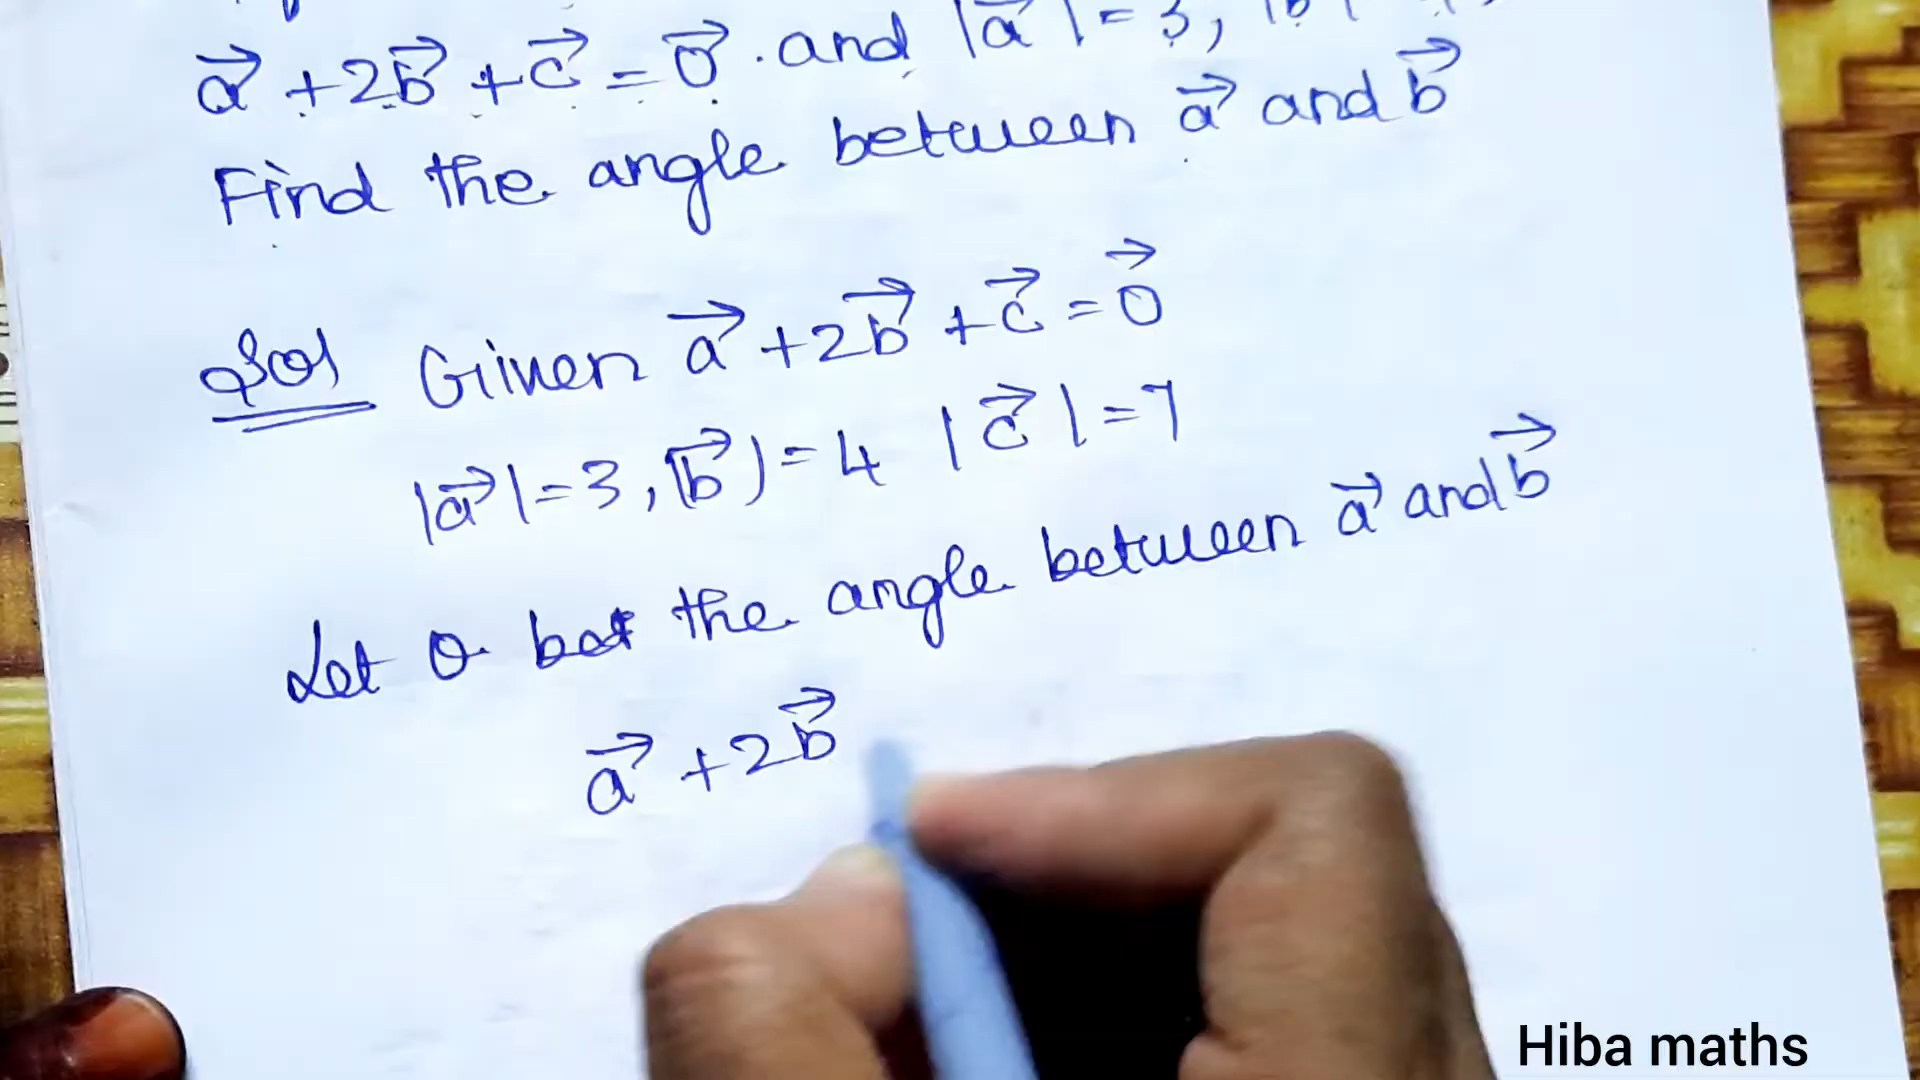 a⃗ + 2b⃗ + c⃗ = 0⃗ . and |a⃗| = 3,
Find the angle between a⃗ and b⃗
Sol Given a⃗ + 2b⃗ + c⃗ = 0⃗
|a⃗| = 3, |b⃗| = 4 |c⃗| = 7
Let θ be the angle between a⃗ and b⃗
a⃗ + 2b⃗
Hiba maths